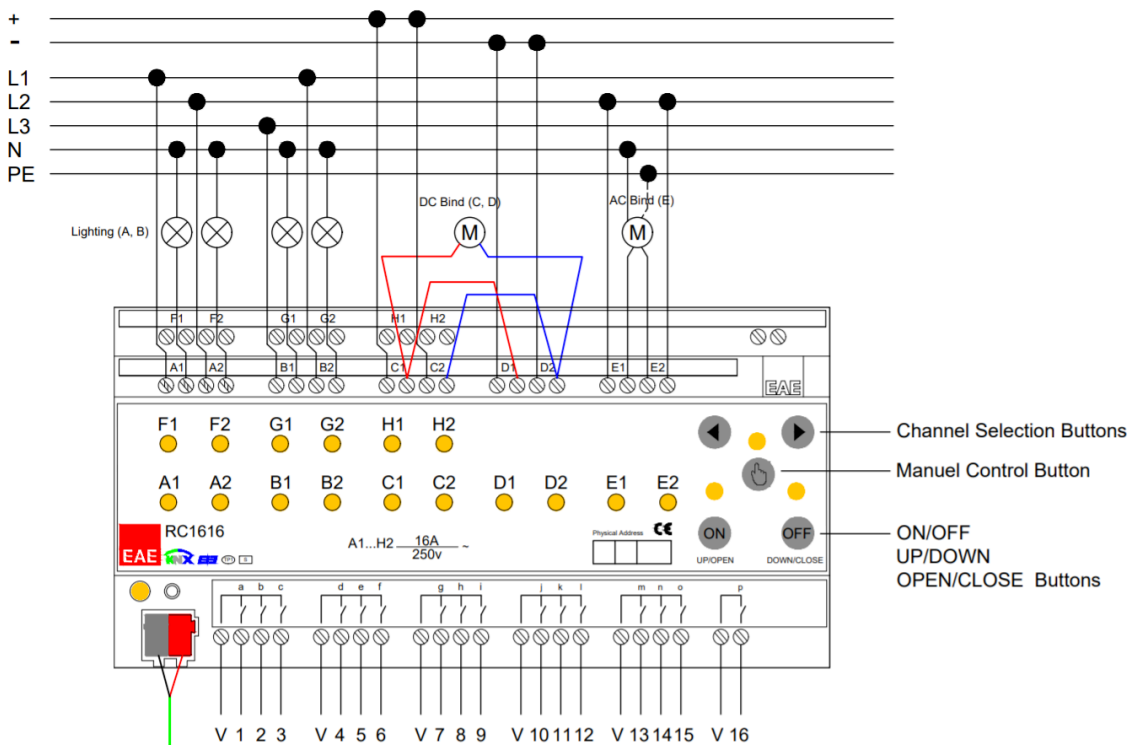 +
-
L1
L2
L3
N
PE
Lighting (A, B)
DC Bind (C, D)
AC Bind (E)
M
M
F1 F2 G1 G2 H1 H2
A1 A2 B1 B2 C1 C2 D1 D2 E1 E2
EAE
F1 F2 G1 G2 H1 H2
A1 A2 B1 B2 C1 C2 D1 D2 E1 E2
Channel Selection Buttons
Manuel Control Button
RC1616
EAE KNX EIB TP1
A1...H2 16A ~
250v
Physical Address CE
ON OFF
UP/OPEN DOWN/CLOSE
ON/OFF
UP/DOWN
OPEN/CLOSE Buttons
a b c d e f g h i j k l m n o p
V 1 2 3 V 4 5 6 V 7 8 9 V 10 11 12 V 13 14 15 V 16